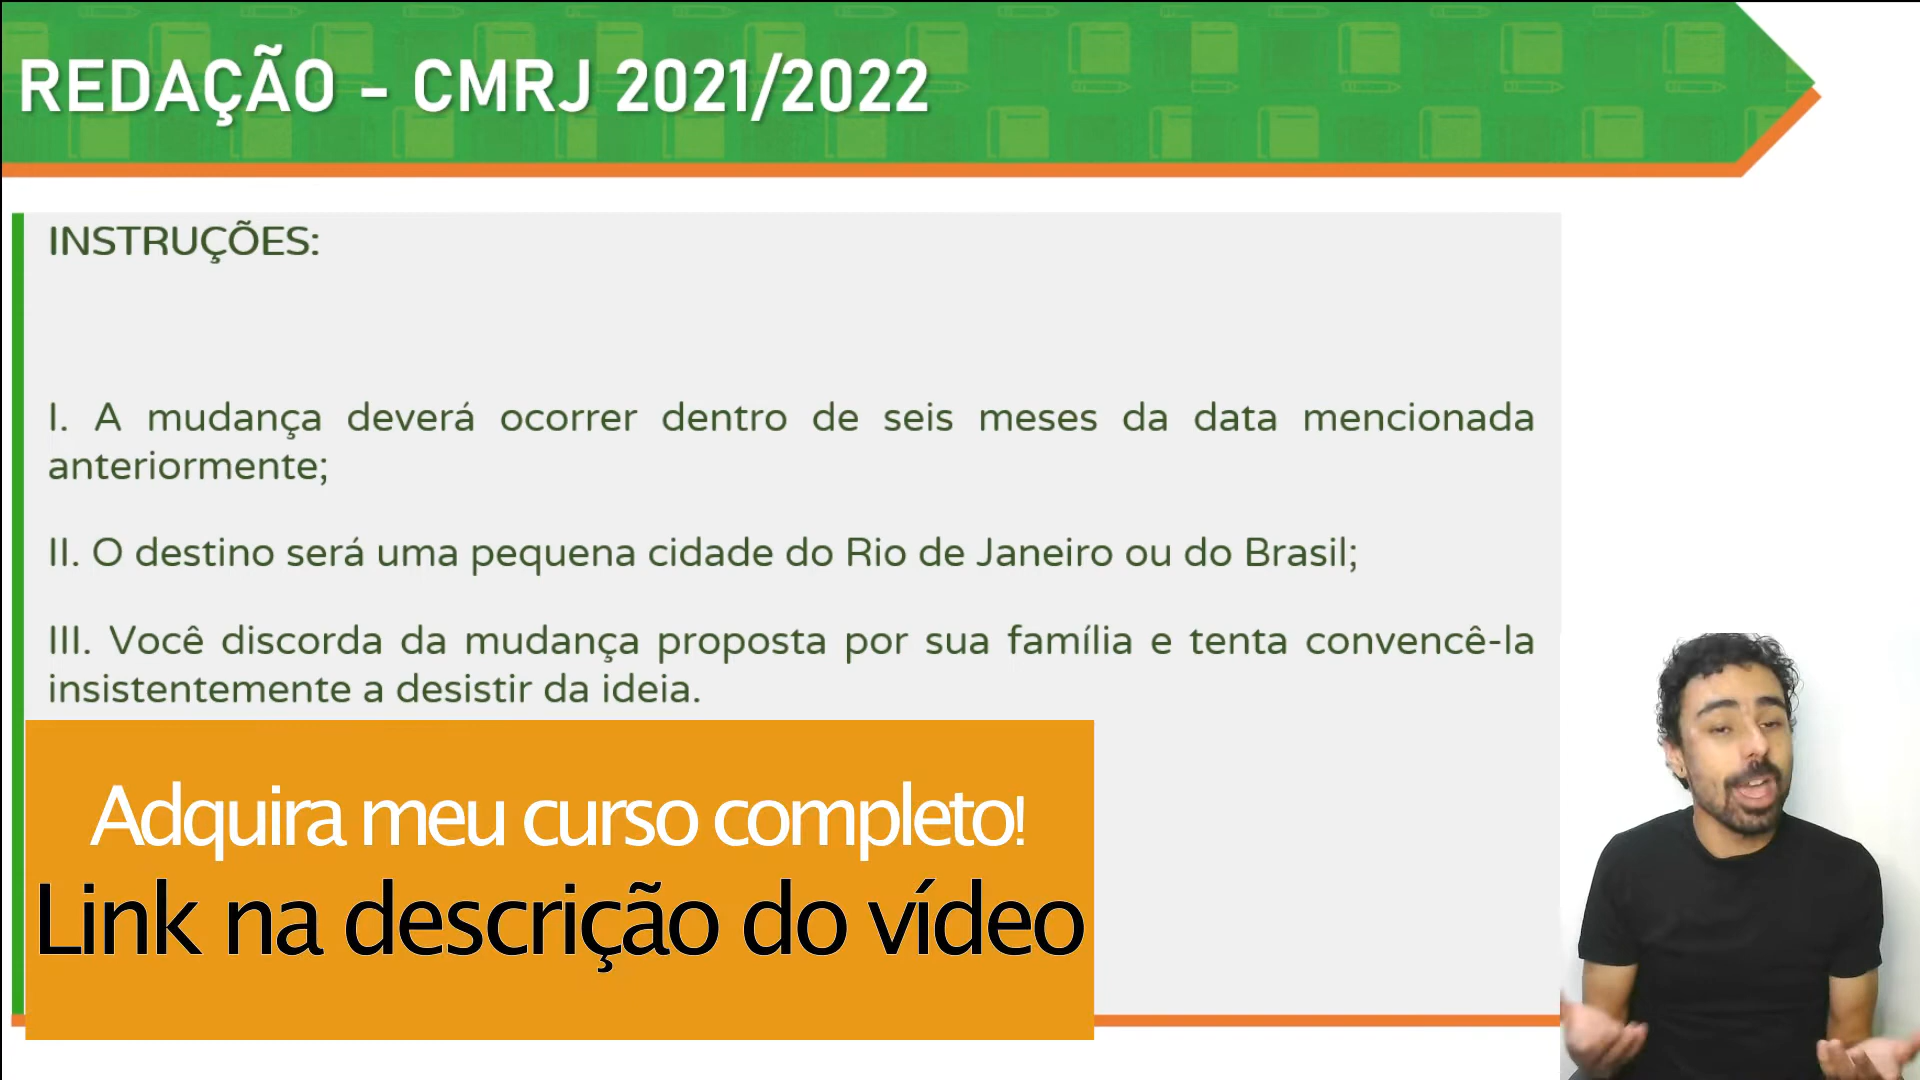 REDAÇÃO - CMRJ 2021/2022
INSTRUÇÕES:
I. A mudança deverá ocorrer dentro de seis meses da data mencionada
anteriormente;
II. O destino será uma pequena cidade do Rio de Janeiro ou do Brasil;
III. Você discorda da mudança proposta por sua família e tenta convencê-la
insistentemente a desistir da ideia.
Adquira meu curso completo!
Link na descrição do vídeo